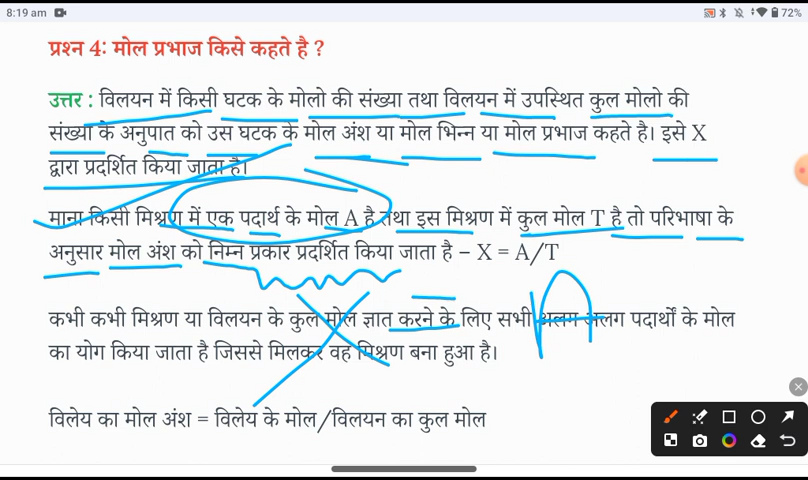 8:19 am
72%
प्रश्न 4: मोल प्रभाज किसे कहते है ?
उत्तर : विलयन में किसी घटक के मोलो की संख्या तथा विलयन में उपस्थित कुल मोलो की
संख्या के अनुपात को उस घटक के मोल अंश या मोल भिन्न या मोल प्रभाज कहते है। इसे X
द्वारा प्रदर्शित किया जाता है।
माना किसी मिश्रण में एक पदार्थ के मोल A है तथा इस मिश्रण में कुल मोल T है तो परिभाषा के
अनुसार मोल अंश को निम्न प्रकार प्रदर्शित किया जाता है – X = A/T
कभी कभी मिश्रण या विलयन के कुल मोल ज्ञात करने के लिए सभी अलग अलग पदार्थों के मोल
का योग किया जाता है जिससे मिलकर वह मिश्रण बना हुआ है।
विलेय का मोल अंश = विलेय के मोल/विलयन का कुल मोल